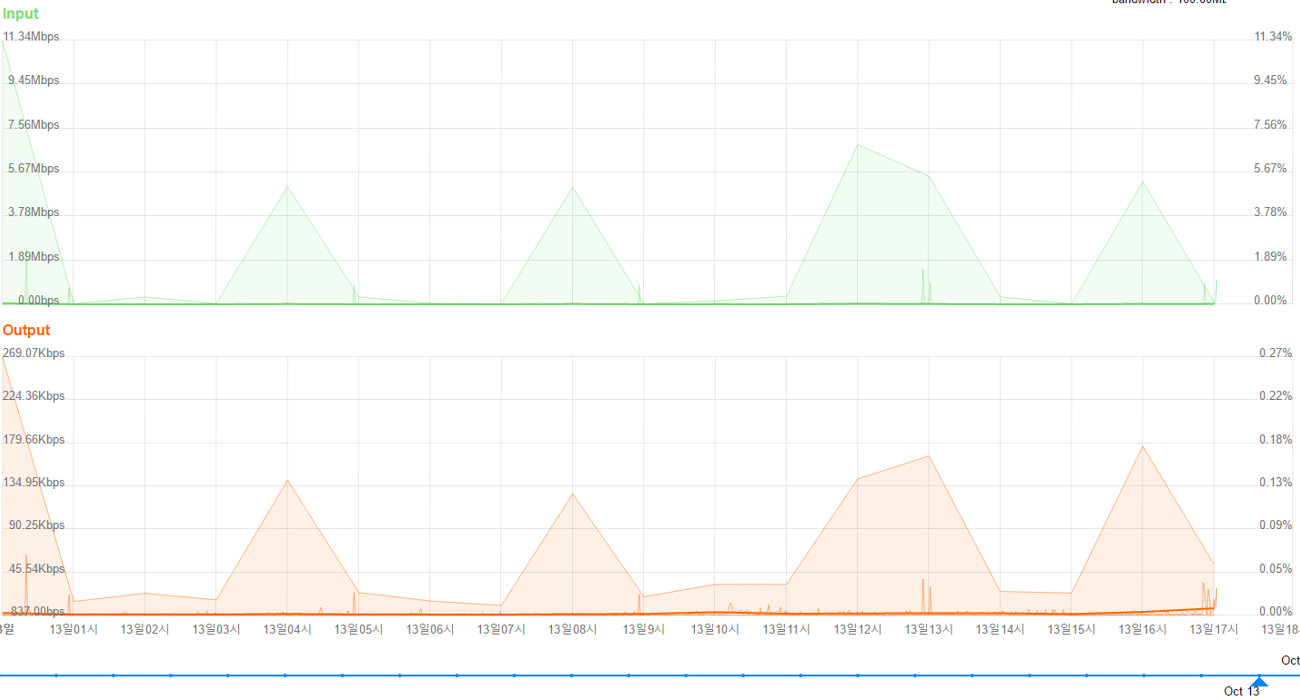 bandwidth : 100.00M
Input
11.34Mbps 11.34%
9.45Mbps 9.45%
7.56Mbps 7.56%
5.67Mbps 5.67%
3.78Mbps 3.78%
1.89Mbps 1.89%
0.00bps 0.00%
Output
269.07Kbps 0.27%
224.36Kbps 0.22%
179.66Kbps 0.18%
134.95Kbps 0.13%
90.25Kbps 0.09%
45.54Kbps 0.05%
837.00bps 0.00%
일 13일01시 13일02시 13일03시 13일04시 13일05시 13일06시 13일07시 13일08시 13일9시 13일10시 13일11시 13일12시 13일13시 13일14시 13일15시 13일16시 13일17시 13일18
Oct
Oct 13